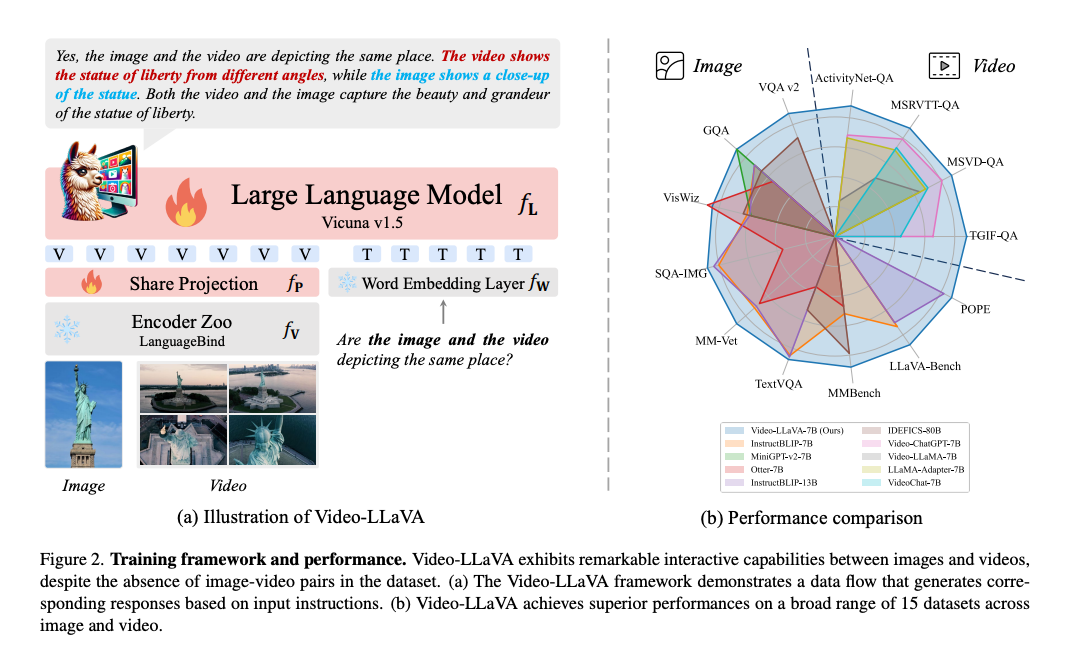 Yes, the image and the video are depicting the same place. The video shows
the statue of liberty from different angles, while the image shows a close-up
of the statue. Both the video and the image capture the beauty and grandeur
of the statue of liberty.
Large Language Model fL
Vicuna v1.5
V V V V V V V T T T T T
Share Projection fP
Word Embedding Layer fW
Encoder Zoo fV
LanguageBind
Are the image and the video
depicting the same place?
Image
Video
(a) Illustration of Video-LLaVA
Image
Video
VQA v2
ActivityNet-QA
MSRVTT-QA
GQA
MSVD-QA
VisWiz
TGIF-QA
SQA-IMG
POPE
MM-Vet
LLaVA-Bench
TextVQA
MMBench
Video-LLaVA-7B (Ours)
InstructBLIP-7B
MiniGPT-v2-7B
Otter-7B
InstructBLIP-13B
IDEFICS-80B
Video-ChatGPT-7B
Video-LLaMA-7B
LLaMA-Adapter-7B
VideoChat-7B
(b) Performance comparison
Figure 2. Training framework and performance. Video-LLaVA exhibits remarkable interactive capabilities between images and videos,
despite the absence of image-video pairs in the dataset. (a) The Video-LLaVA framework demonstrates a data flow that generates corre-
sponding responses based on input instructions. (b) Video-LLaVA achieves superior performances on a broad range of 15 datasets across
image and video.